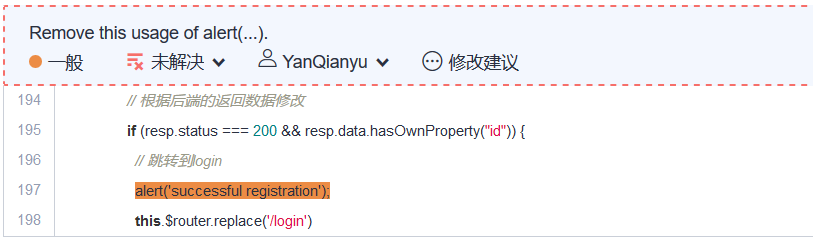 Remove this usage of alert(...).
一般 未解决 YanQianyu 修改建议
194 // 根据后端的返回数据修改
195 if (resp.status === 200 && resp.data.hasOwnProperty("id")) {
196 // 跳转到login
197 alert('successful registration');
198 this.$router.replace('/login')